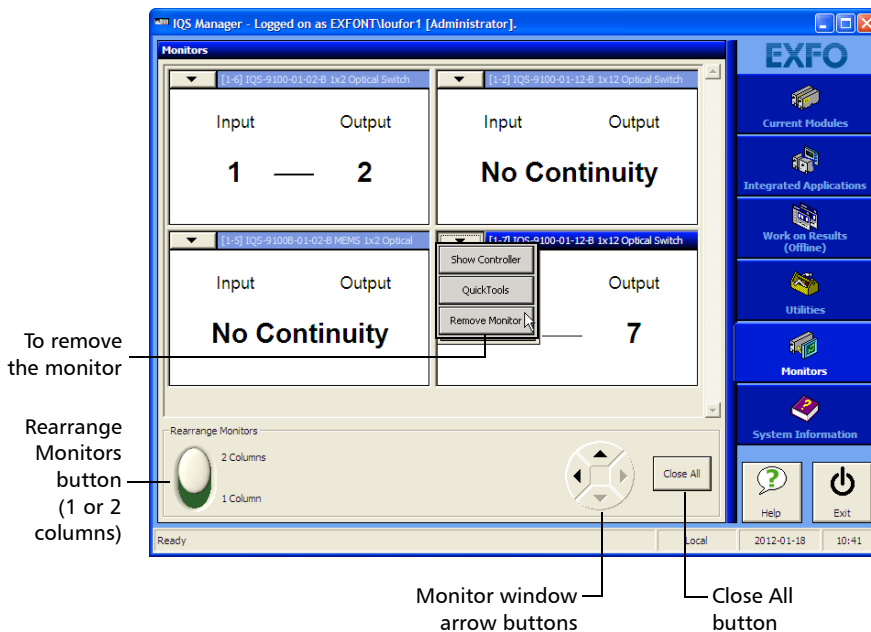 IQS Manager - Logged on as EXFONT\loufor1 [Administrator].
Monitors
[1-6] IQS-9100-01-02-B 1x2 Optical Switch
Input Output
1 — 2
[1-2] IQS-9100-01-12-B 1x12 Optical Switch
Input Output
No Continuity
[1-5] IQS-9100B-01-02-B MEMS 1x2 Optical
Input Output
No Continuity
[1-7] IQS-9100-01-12-B 1x12 Optical Switch
Show Controller
QuickTools
Remove Monitor
Output
7
EXFO
Current Modules
Integrated Applications
Work on Results
(Offline)
Utilities
Monitors
System Information
Help
Exit
Rearrange Monitors
2 Columns
1 Column
Close All
Ready
Local
2012-01-18
10:41
To remove
the monitor
Rearrange
Monitors
button
(1 or 2
columns)
Monitor window
arrow buttons
Close All
button